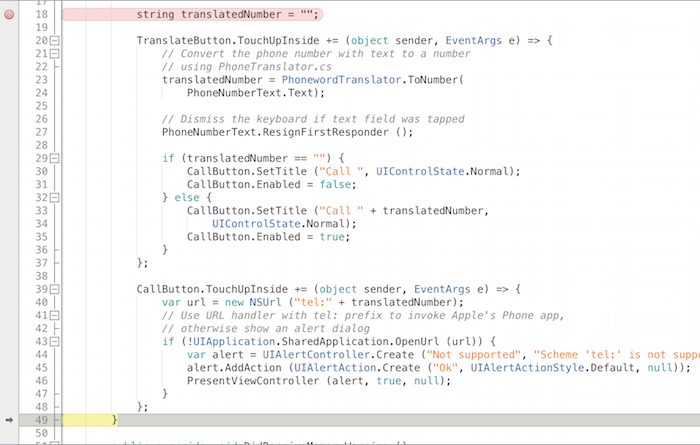 17
18 string translatedNumber = "";
19
20 TranslateButton.TouchUpInside += (object sender, EventArgs e) => {
21 // Convert the phone number with text to a number
22 // using PhoneTranslator.cs
23 translatedNumber = PhonewordTranslator.ToNumber(
24 PhoneNumberText.Text);
25
26 // Dismiss the keyboard if text field was tapped
27 PhoneNumberText.ResignFirstResponder ();
28
29 if (translatedNumber == "") {
30 CallButton.SetTitle ("Call ", UIControlState.Normal);
31 CallButton.Enabled = false;
32 } else {
33 CallButton.SetTitle ("Call " + translatedNumber,
34 UIControlState.Normal);
35 CallButton.Enabled = true;
36 }
37 };
38
39 CallButton.TouchUpInside += (object sender, EventArgs e) => {
40 var url = new NSUrl ("tel:" + translatedNumber);
41 // Use URL handler with tel: prefix to invoke Apple's Phone app,
42 // otherwise show an alert dialog
43 if (!UIApplication.SharedApplication.OpenUrl (url)) {
44 var alert = UIAlertController.Create ("Not supported", "Scheme 'tel:' is not supp
45 alert.AddAction (UIAlertAction.Create ("Ok", UIAlertActionStyle.Default, null));
46 PresentViewController (alert, true, null);
47 }
48 };
49 }
50